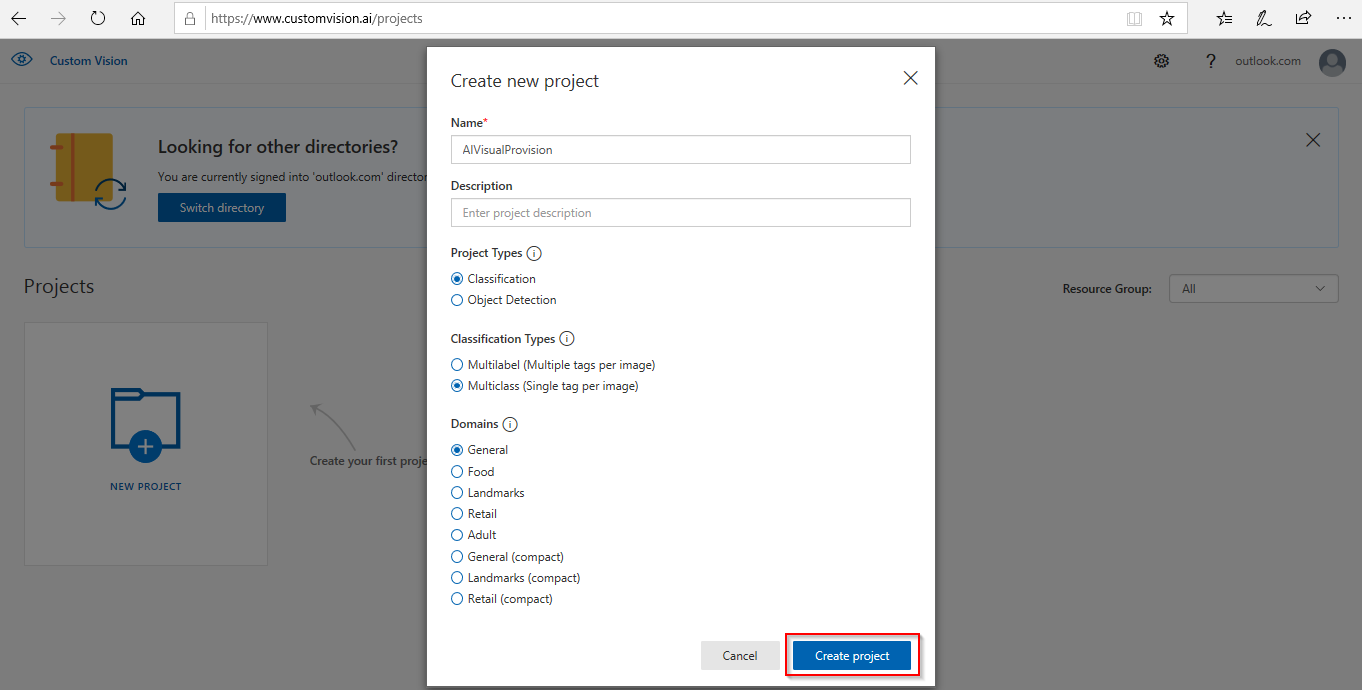 https://www.customvision.ai/projects
Custom Vision
? outlook.com
Looking for other directories?
You are currently signed into 'outlook.com' director
Switch directory
Projects
Resource Group: All
NEW PROJECT
Create your first proje
Create new project
Name*
AIVisualProvision
Description
Enter project description
Project Types i
Classification
Object Detection
Classification Types i
Multilabel (Multiple tags per image)
Multiclass (Single tag per image)
Domains i
General
Food
Landmarks
Retail
Adult
General (compact)
Landmarks (compact)
Retail (compact)
Cancel Create project